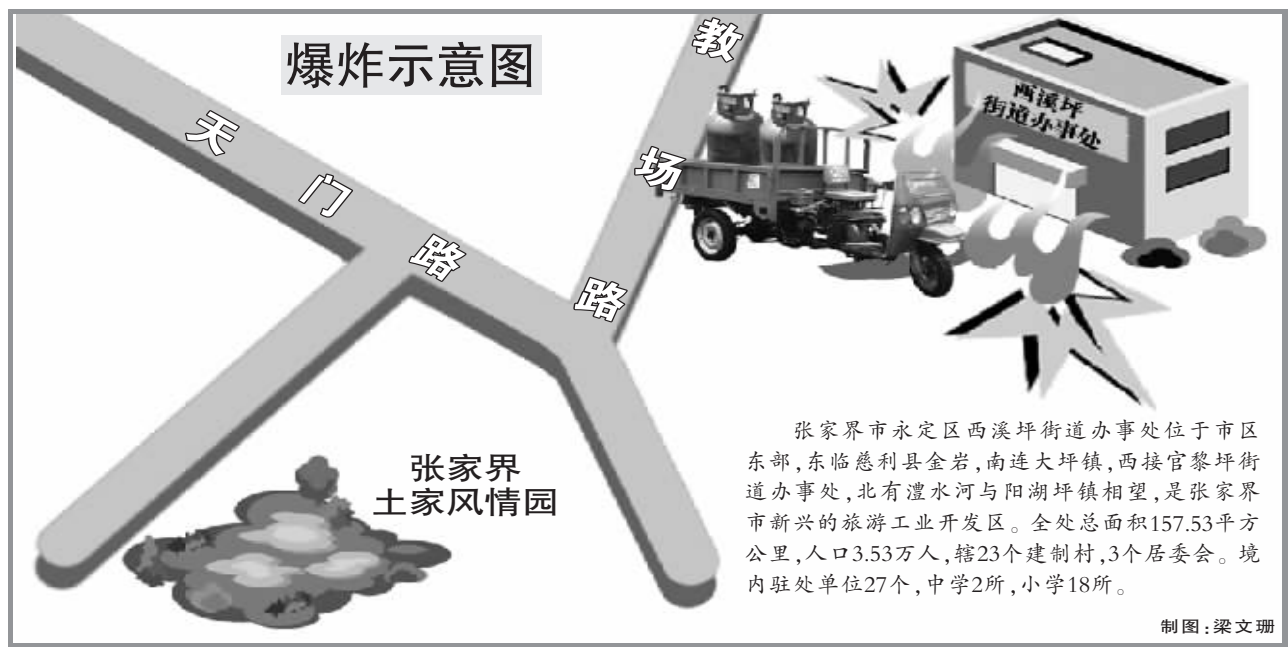 爆炸示意图
天门路
教场路
西溪坪
街道办事处
张家界
土家风情园
张家界市永定区西溪坪街道办事处位于市区
东部,东临慈利县金岩,南连大坪镇,西接官黎坪街
道办事处,北有澧水河与阳湖坪镇相望,是张家界
市新兴的旅游工业开发区。全处总面积157.53平方
公里,人口3.53万人,辖23个建制村,3个居委会。境
内驻处单位27个,中学2所,小学18所。
制图:梁文珊